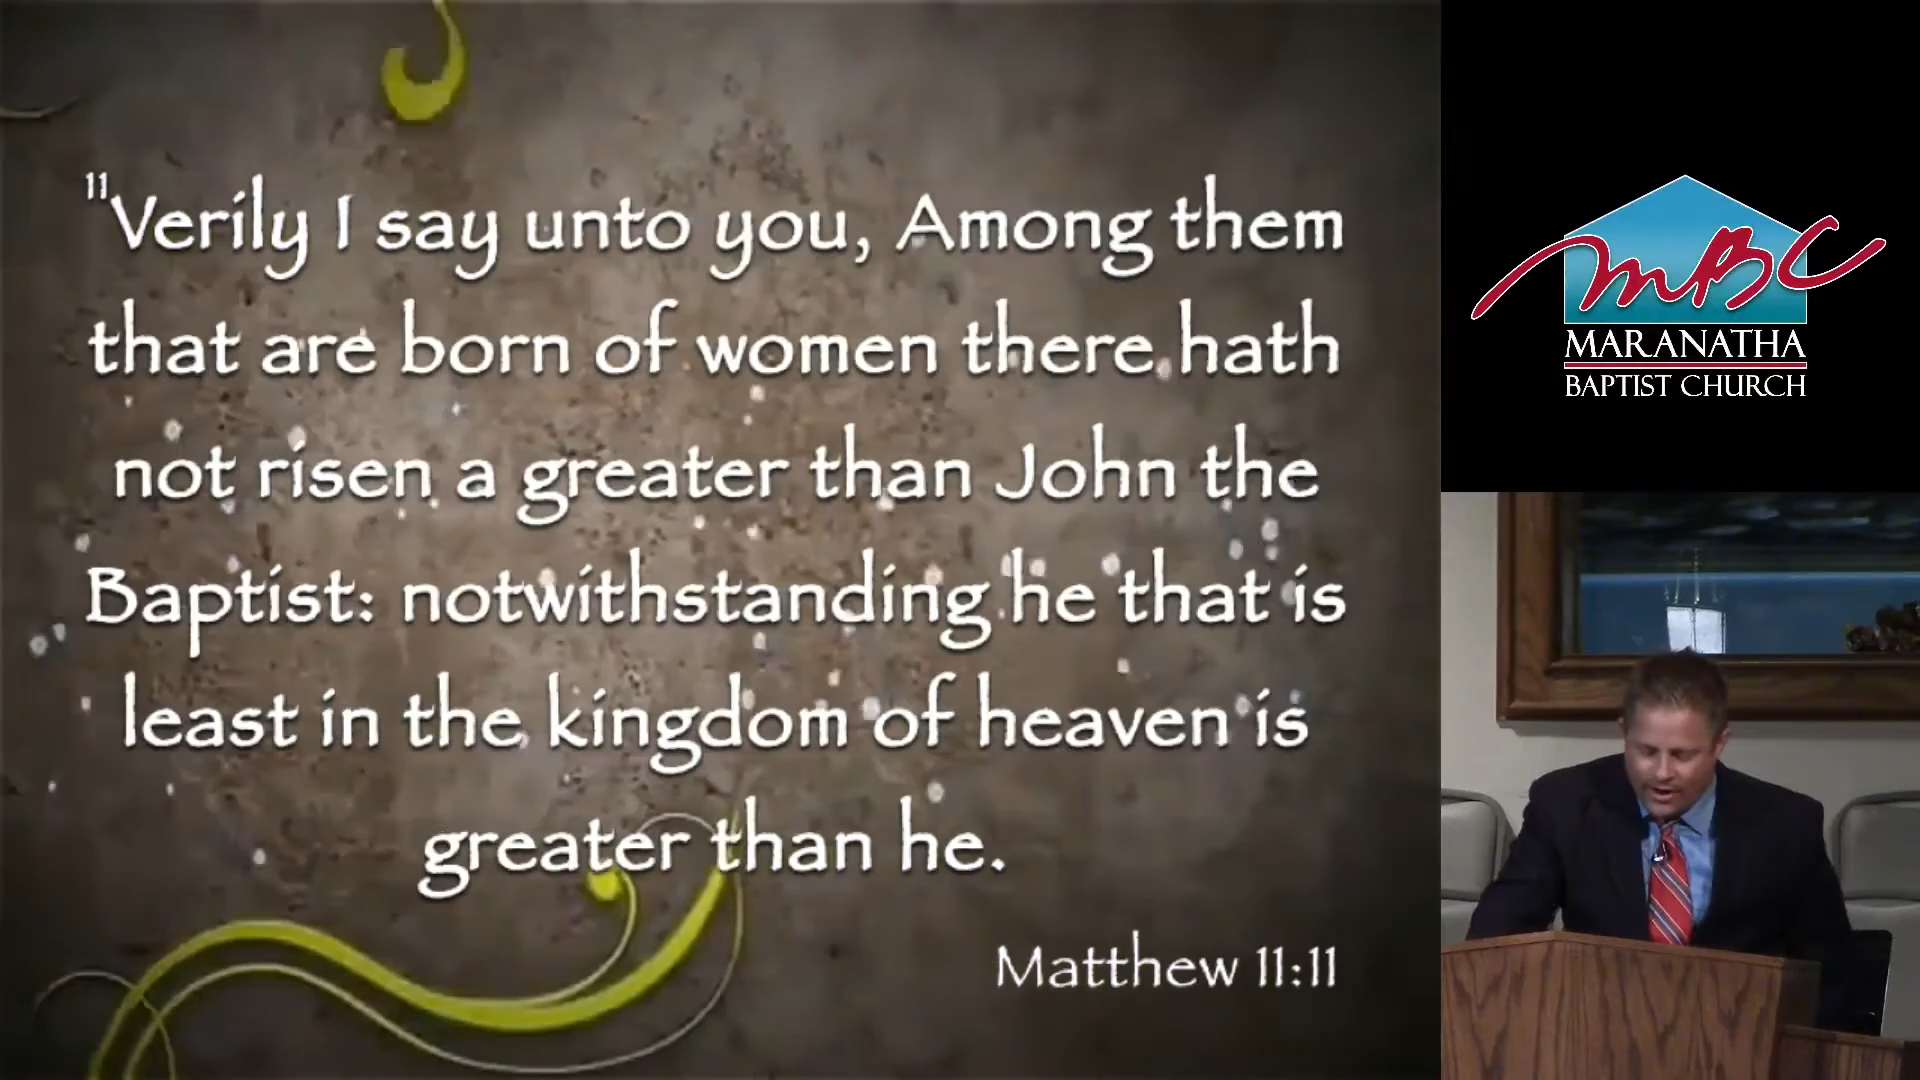 11Verily I say unto you, Among them
that are born of women there hath
not risen a greater than John the
Baptist: notwithstanding he that is
least in the kingdom of heaven is
greater than he.
Matthew 11:11
MBC
MARANATHA
BAPTIST CHURCH